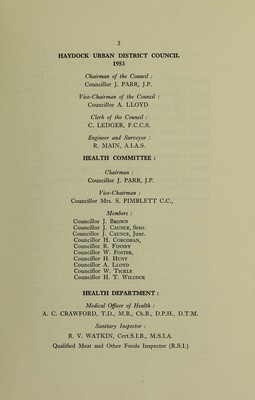 3
HAYDOCK URBAN DISTRICT COUNCIL
1953
Chairman of the Council :
Councillor J. PARR, J.P.
Vice-Chairman of the Council :
Councillor A. LLOYD
Clerk of the Council :
C. LEDGER, F.C.C.S.
Engineer and Surveyor :
R. MAIN, A.I.A.S.
HEALTH COMMITTEE :
Chairman :
Councillor J. PARR, J.P.
Vice-Chairman :
Councillor Mrs. S. PIMBLETT C.C.,
Members :
Councillor J. BROWN
Councillor J. CAUNCE, Senr.
Councillor J. CAUNCE, Junr.
Councillor H. CORCORAN,
Councillor R. FINNEY
Councillor W. FOSTER,
Councillor H. HUNT
Councillor A. LLOYD
Councillor W. TICKLE
Councillor H. T. WILCOCK
HEALTH DEPARTMENT :
Medical Officer of Health :
A. C. CRAWFORD, T.D., M.B., Ch.B., D.P.H., D.T.M.
Sanitary Inspector :
R. V. WATKIN, Cert.S.I.B., M.S.I.A.
Qualified Meat and Other Foods Inspector (R.S.I.)